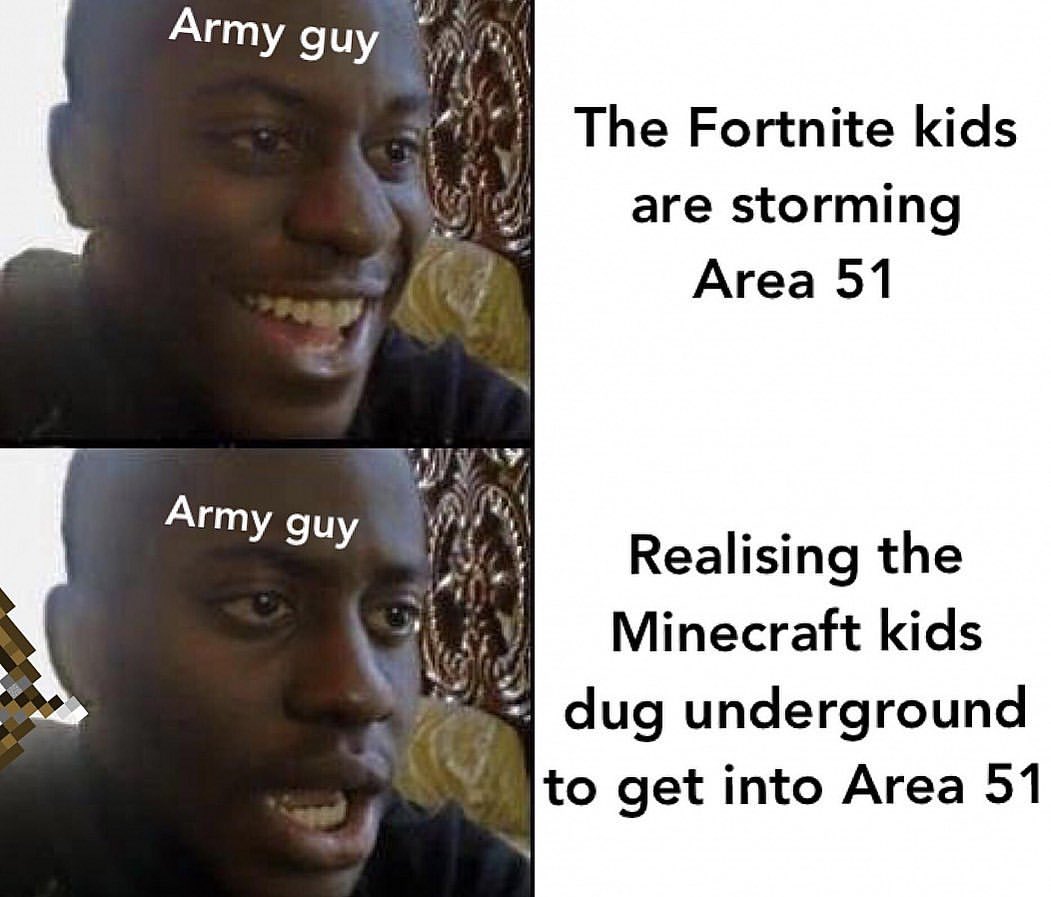 Army guy
The Fortnite kids
are storming
Area 51
Army guy
Realising the
Minecraft kids
dug underground
to get into Area 51